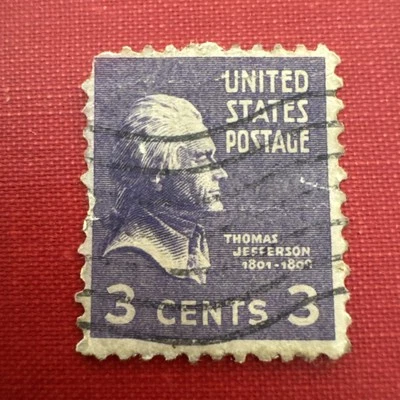 UNITED
STATES
POSTAGE
THOMAS
JEFFERSON
1801-1809
3 CENTS 3